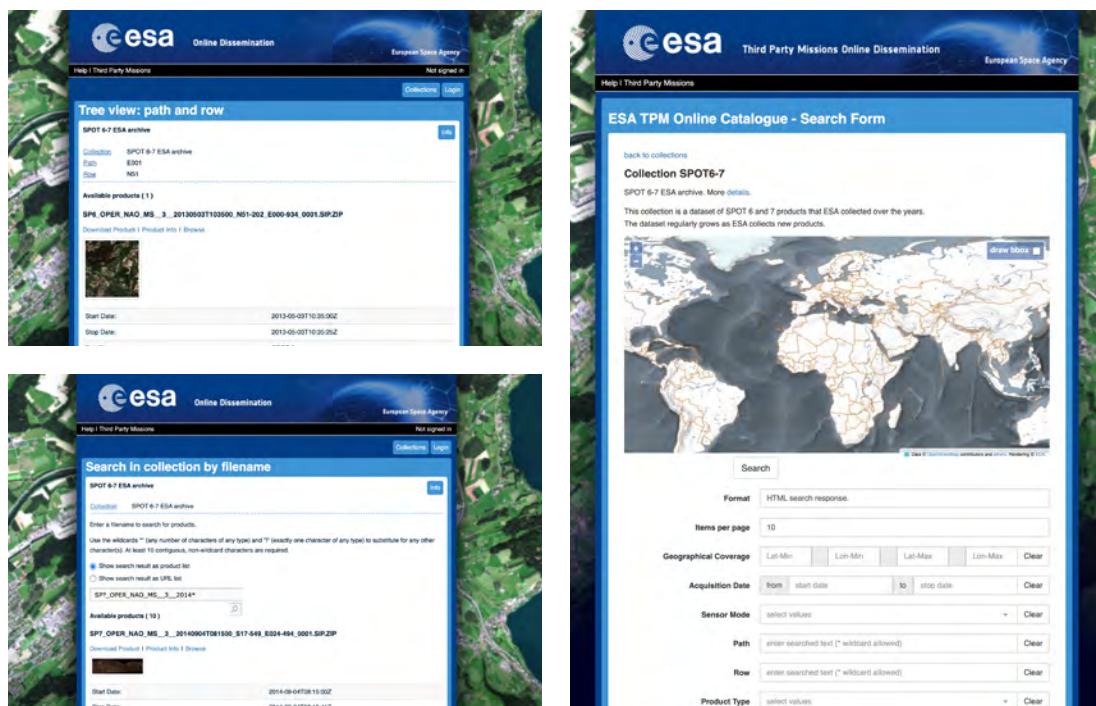 esa Online Dissemination
European Space Agency
Help | Third Party Missions Not signed in
Collections Login
Tree view: path and row
SPOT 6-7 ESA archive Info
Collection SPOT 6-7 ESA archive
Path E001
Row N51
Available products ( 1 )
SP6_OPER_NAO_MS__3__20130503T103500_N51-202_E000-934_0001.SIP.ZIP
Download Product | Product Info | Browse
Start Date: 2013-05-03T10:35:00Z
Stop Date: 2013-05-03T10:35:25Z
esa Online Dissemination
European Space Agency
Help | Third Party Missions Not signed in
Collections Login
Search in collection by filename
SPOT 6-7 ESA archive Info
Collection SPOT 6-7 ESA archive
Enter a filename to search for products.
Use the wildcards "*" (any number of characters of any type) and "?" (exactly one character of any type) to substitute for any other
character(s). At least 10 contiguous, non-wildcard characters are required.
Show search result as product list
Show search result as URL list
SP?_OPER_NAO_MS__3__2014*
Available products ( 10 )
SP7_OPER_NAO_MS__3__20140904T081500_S17-549_E024-494_0001.SIP.ZIP
Download Product | Product Info | Browse
Start Date: 2014-09-04T08:15:00Z
esa Third Party Missions Online Dissemination
European Space Agency
Help | Third Party Missions
ESA TPM Online Catalogue - Search Form
back to collections
Collection SPOT6-7
SPOT 6-7 ESA archive. More details.
This collection is a dataset of SPOT 6 and 7 products that ESA collected over the years.
The dataset regularly grows as ESA collects new products.
+
-
draw bbox
Data © OpenStreetMap contributors and others, Rendering © EOX
Search
Format HTML search response.
Items per page 10
Geographical Coverage Lat-Min Lon-Min Lat-Max Lon-Max Clear
Acquisition Date from start date to stop date Clear
Sensor Mode select values Clear
Path enter searched text (* wildcard allowed) Clear
Row enter searched text (* wildcard allowed) Clear
Product Type select values Clear